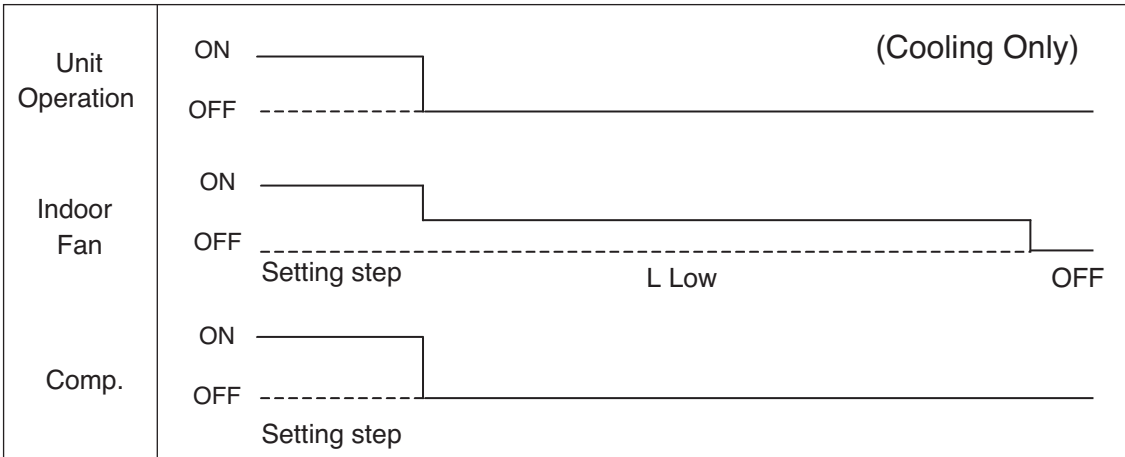 Unit
Operation
ON
(Cooling Only)
OFF
Indoor
Fan
ON
OFF
Setting step
L Low
OFF
Comp.
ON
OFF
Setting step